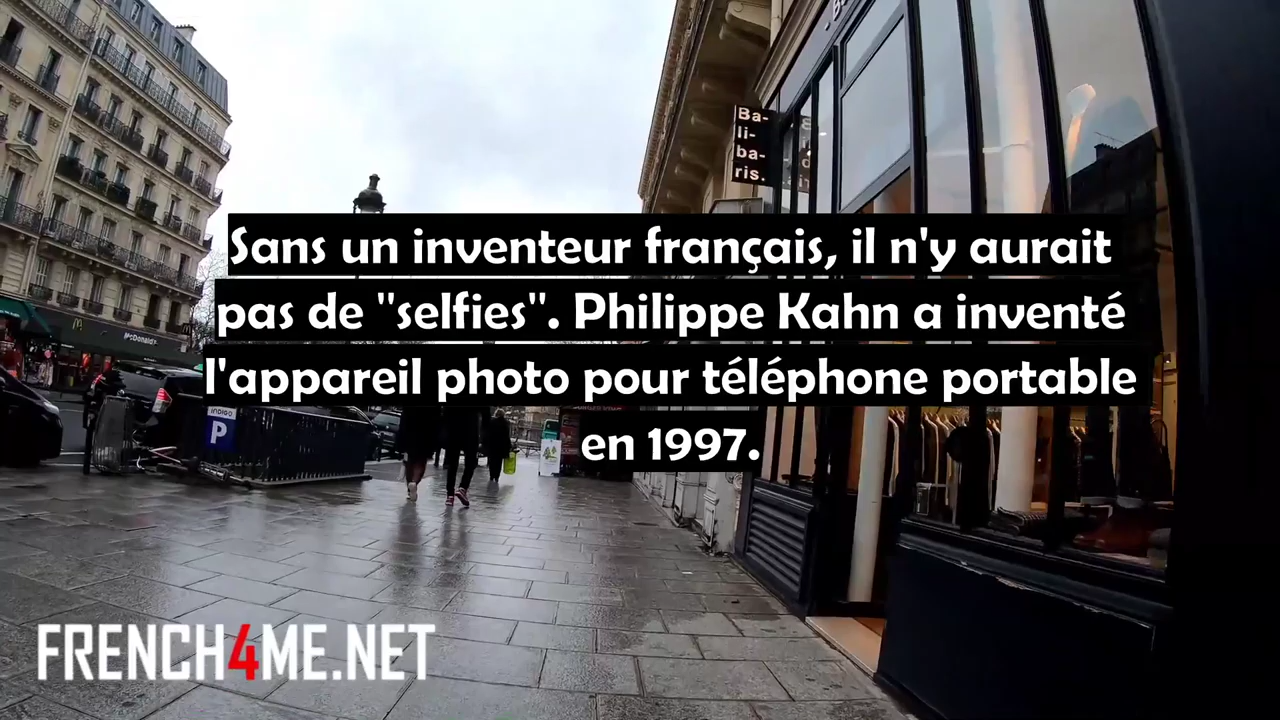 Ba-
li-
ba-
ris.
Sans un inventeur français, il n'y aurait
pas de "selfies". Philippe Kahn a inventé
l'appareil photo pour téléphone portable
en 1997.
McDonald's
indigo
P
FRENCH4ME.NET